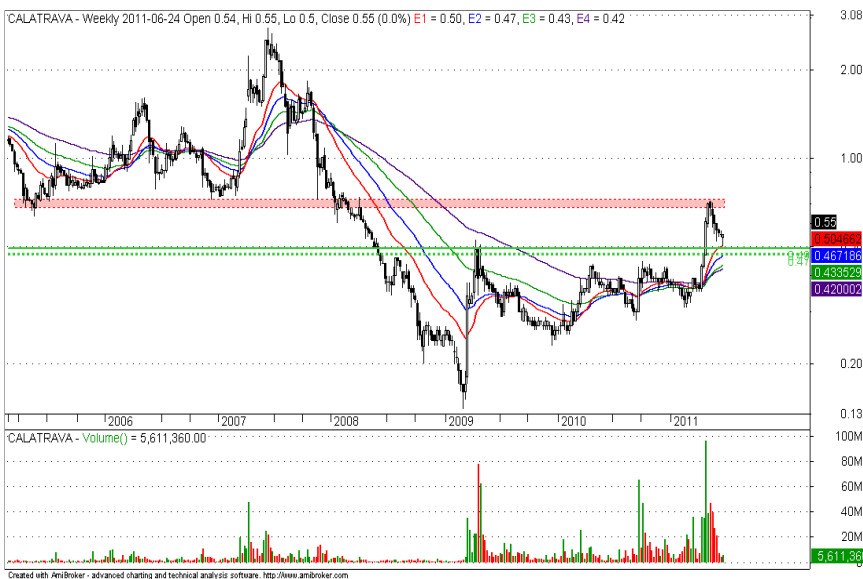 CALATRAVA - Weekly 2011-06-24 Open 0.54, Hi 0.55, Lo 0.5, Close 0.55 (0.0%) E1 = 0.50, E2 = 0.47, E3 = 0.43, E4 = 0.42
3.08
2.00
1.00
0.55
0.504662
0.467186
0.433529
0.420002
0.47
0.20
0.13
2006
2007
2008
2009
2010
2011
CALATRAVA - Volume() = 5,611,360.00
100M
80M
60M
40M
20M
5,611,360
Created with AmiBroker - advanced charting and technical analysis software. http://www.amibroker.com